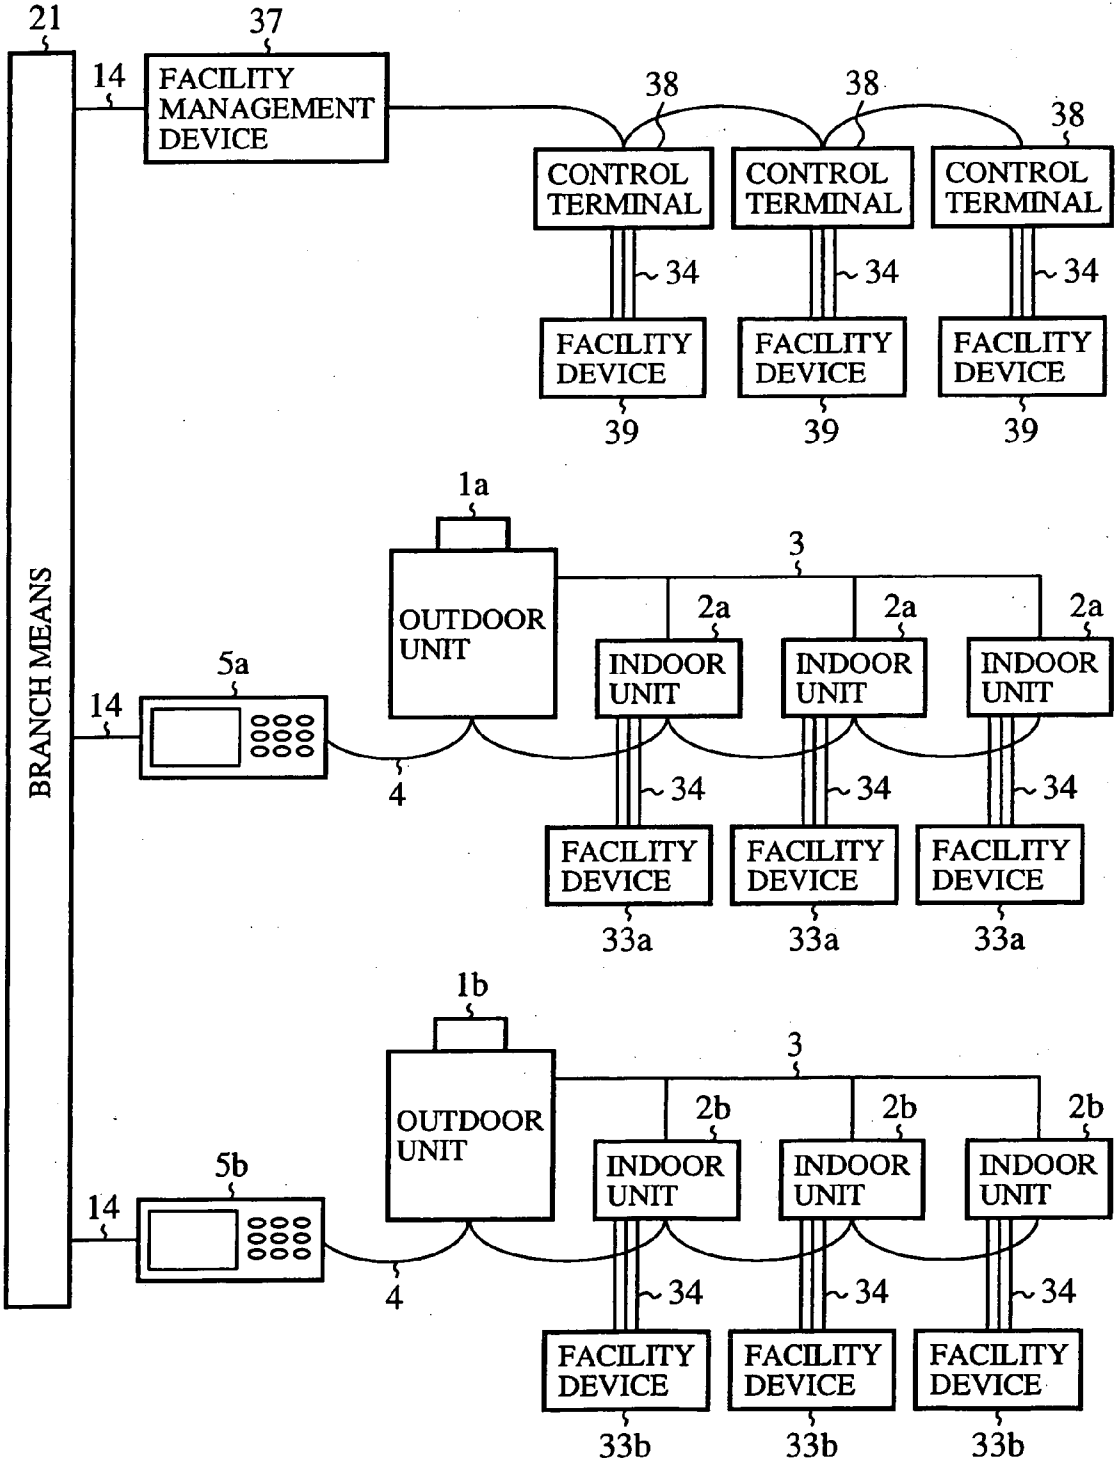 21
37
14
FACILITY
MANAGEMENT
DEVICE
38
38
38
CONTROL
TERMINAL
CONTROL
TERMINAL
CONTROL
TERMINAL
34
34
34
FACILITY
DEVICE
FACILITY
DEVICE
FACILITY
DEVICE
39
39
39
BRANCH MEANS
1a
3
OUTDOOR
UNIT
2a
2a
2a
INDOOR
UNIT
INDOOR
UNIT
INDOOR
UNIT
5a
14
4
34
34
34
FACILITY
DEVICE
FACILITY
DEVICE
FACILITY
DEVICE
33a
33a
33a
1b
3
OUTDOOR
UNIT
2b
2b
2b
INDOOR
UNIT
INDOOR
UNIT
INDOOR
UNIT
5b
14
4
34
34
34
FACILITY
DEVICE
FACILITY
DEVICE
FACILITY
DEVICE
33b
33b
33b